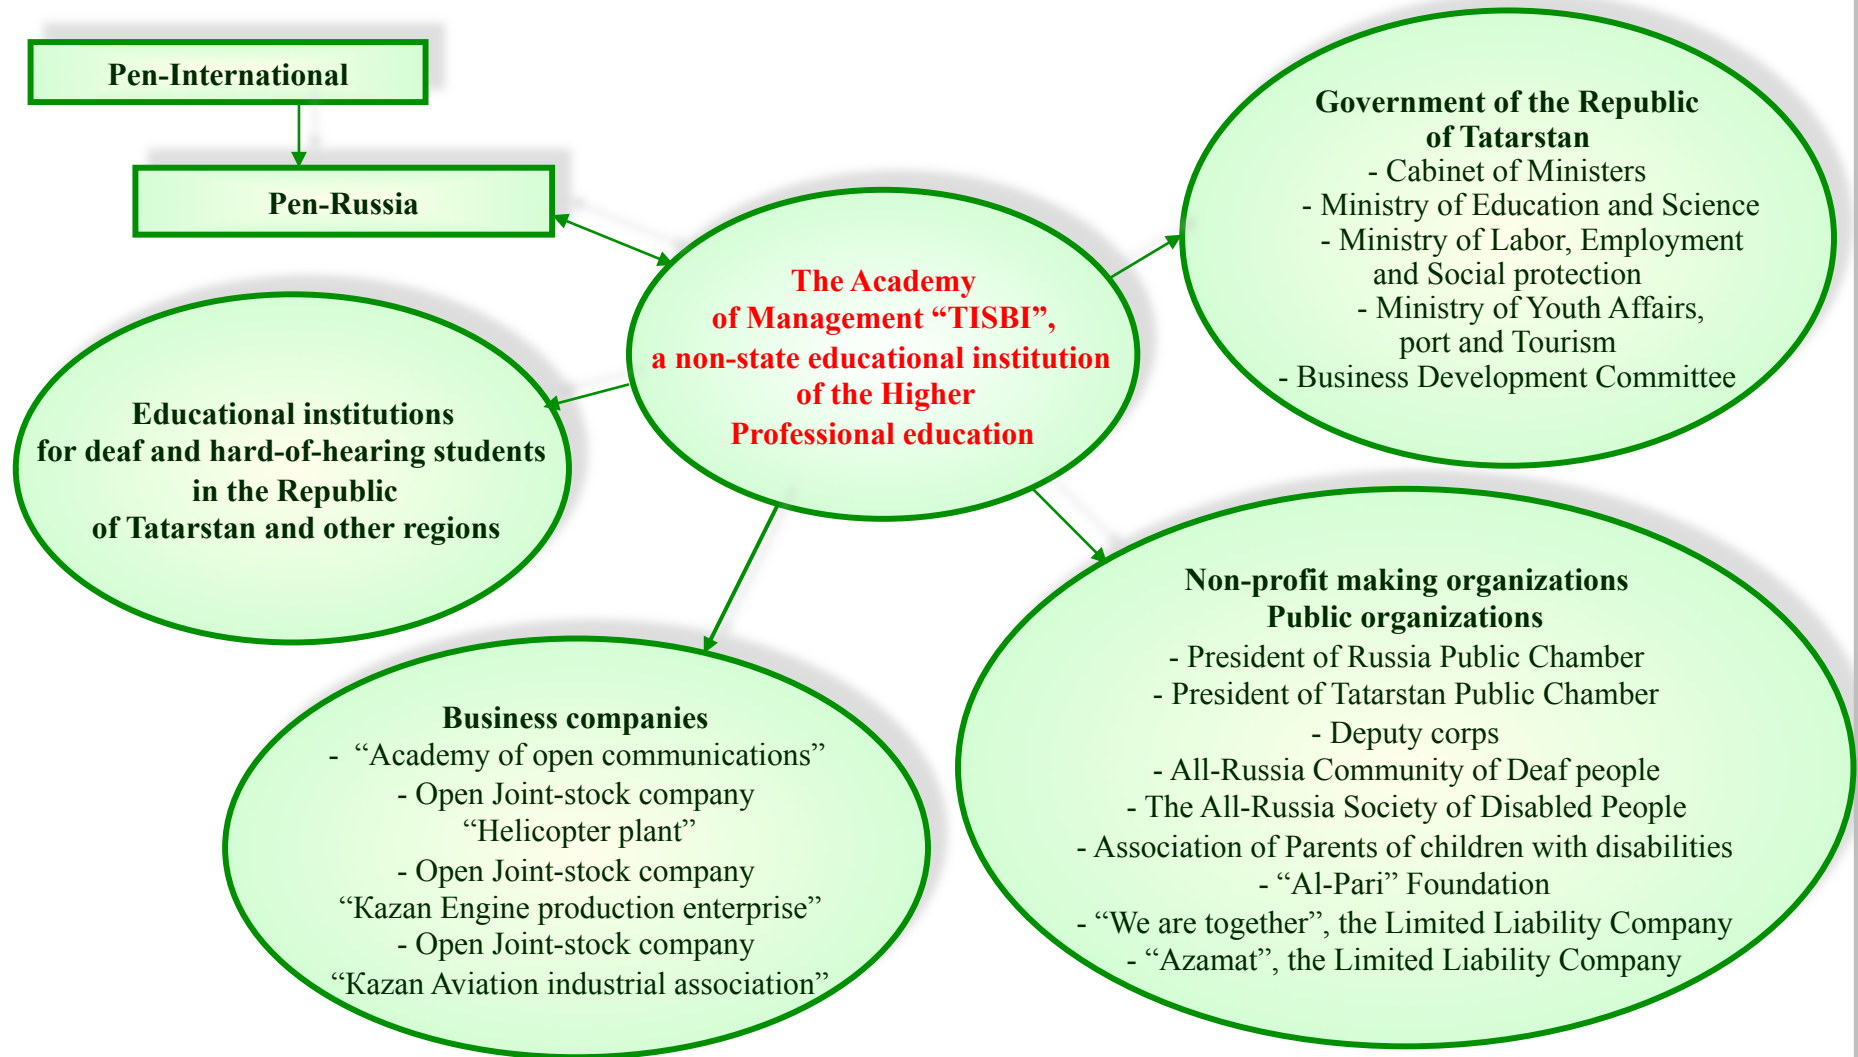 Pen-International
Pen-Russia
The Academy
of Management “TISBI”,
a non-state educational institution
of the Higher
Professional education
Government of the Republic
of Tatarstan
- Cabinet of Ministers
- Ministry of Education and Science
- Ministry of Labor, Employment
and Social protection
- Ministry of Youth Affairs,
port and Tourism
- Business Development Committee
Educational institutions
for deaf and hard-of-hearing students
in the Republic
of Tatarstan and other regions
Business companies
- “Academy of open communications”
- Open Joint-stock company
“Helicopter plant”
- Open Joint-stock company
“Kazan Engine production enterprise”
- Open Joint-stock company
“Kazan Aviation industrial association”
Non-profit making organizations
Public organizations
- President of Russia Public Chamber
- President of Tatarstan Public Chamber
- Deputy corps
- All-Russia Community of Deaf people
- The All-Russia Society of Disabled People
- Association of Parents of children with disabilities
- “Al-Pari” Foundation
- “We are together”, the Limited Liability Company
- “Azamat”, the Limited Liability Company